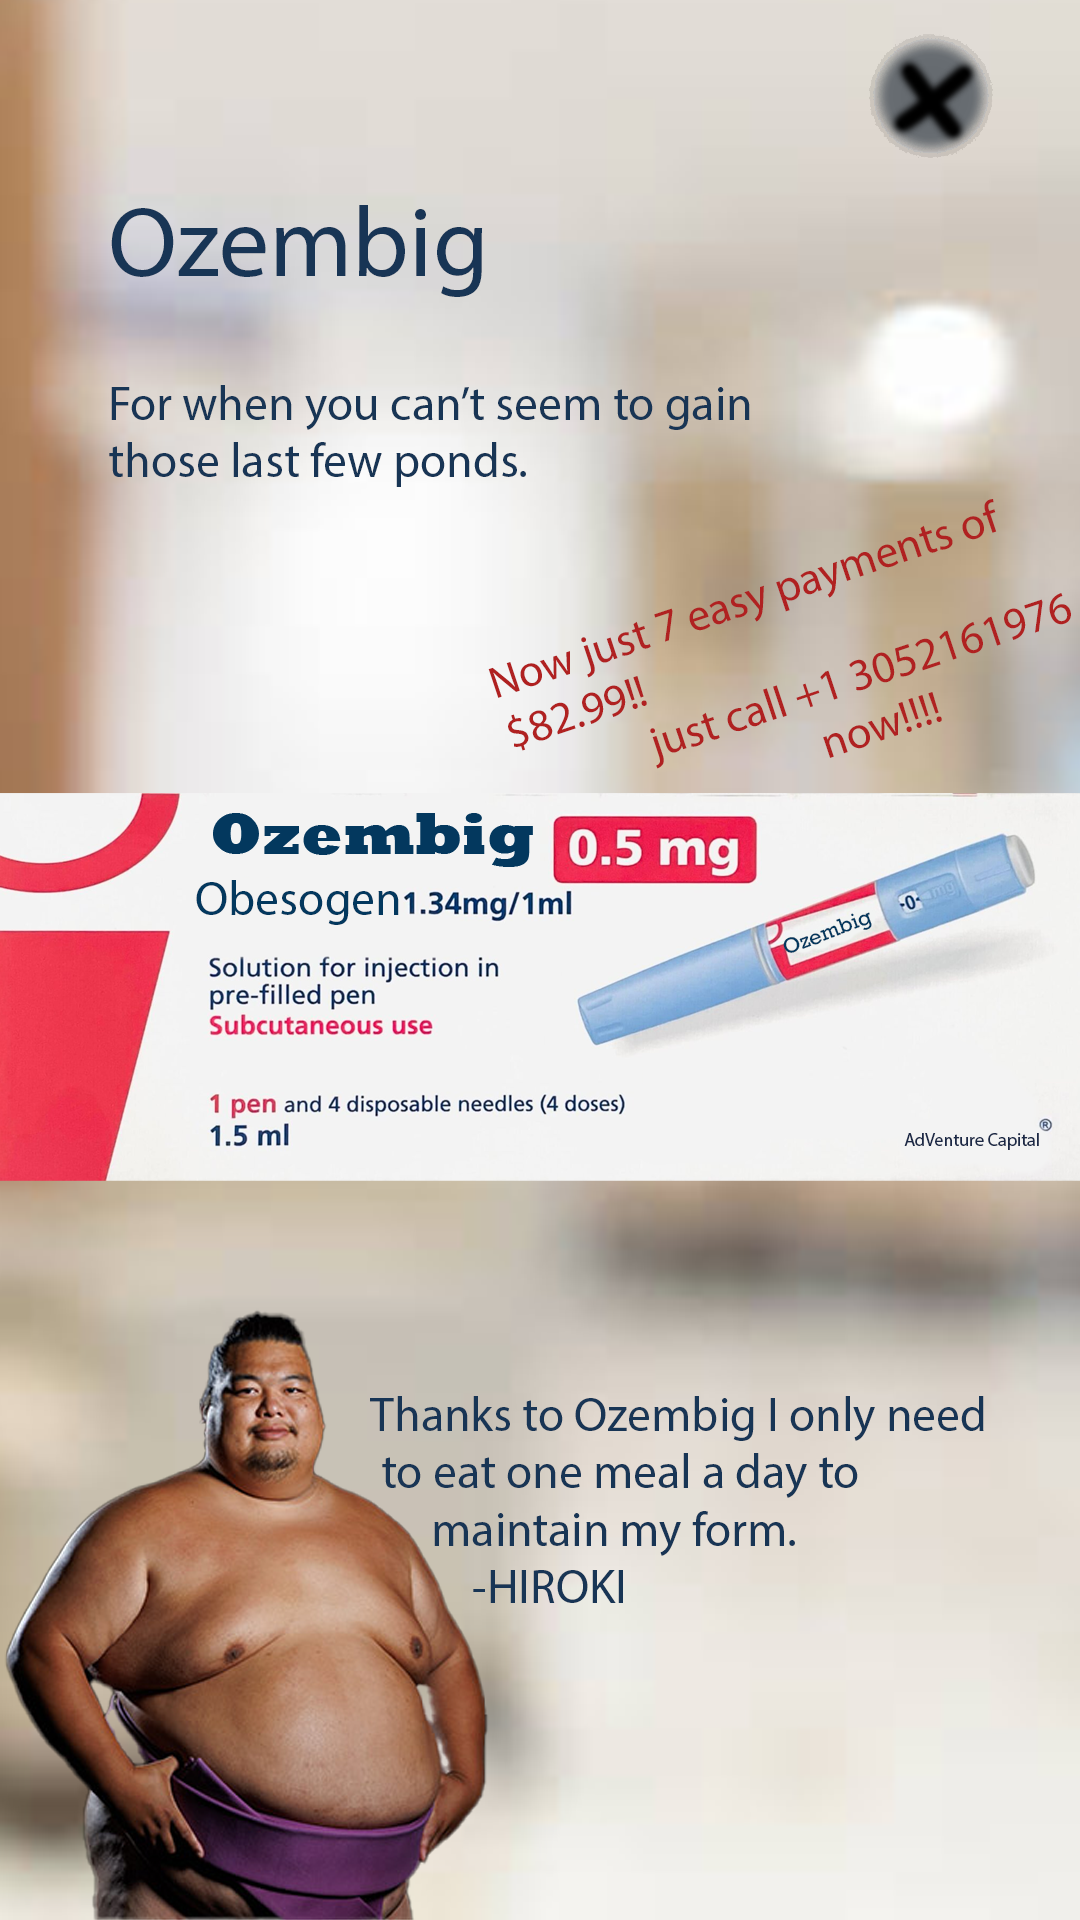 Ozembig
For when you can't seem to gain
those last few ponds.
Now just 7 easy payments of
$82.99!!
just call +1 3052161976
now!!!!
Ozembig 0.5 mg
Obesogen 1.34mg/1ml
Solution for injection in
pre-filled pen
Subcutaneous use
1 pen and 4 disposable needles (4 doses)
1.5 ml
Ozembig
-0-
AdVenture Capital®
Thanks to Ozembig I only need
to eat one meal a day to
maintain my form.
-HIROKI